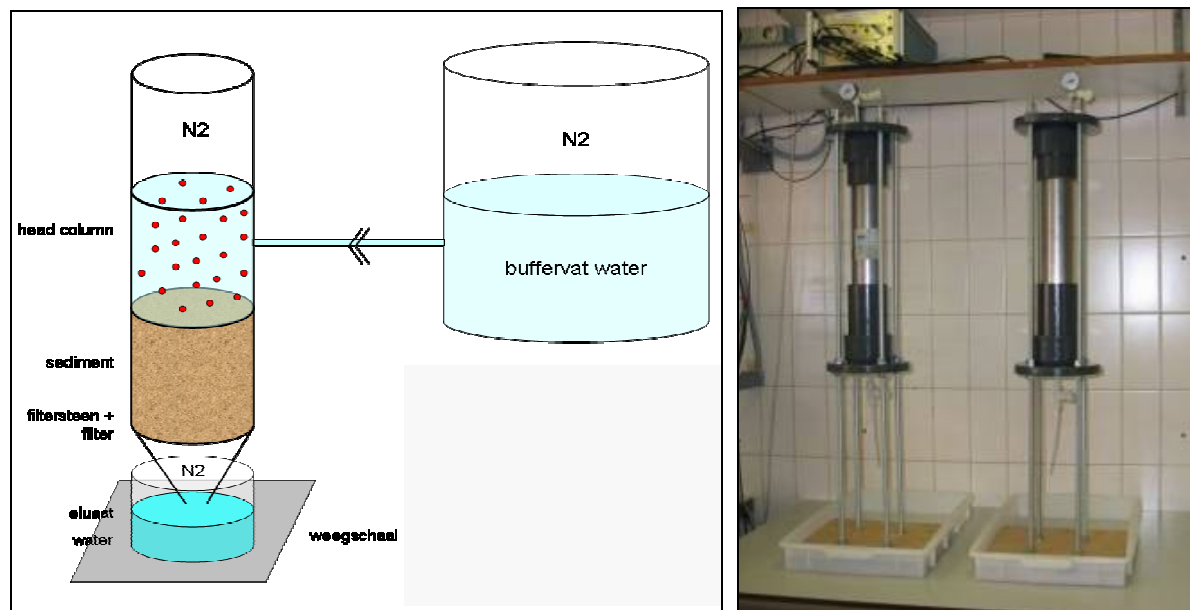 N2
N2
head column
buffervat water
sediment
filtersteen +
filter
N2
eluaat
water
weegschaal